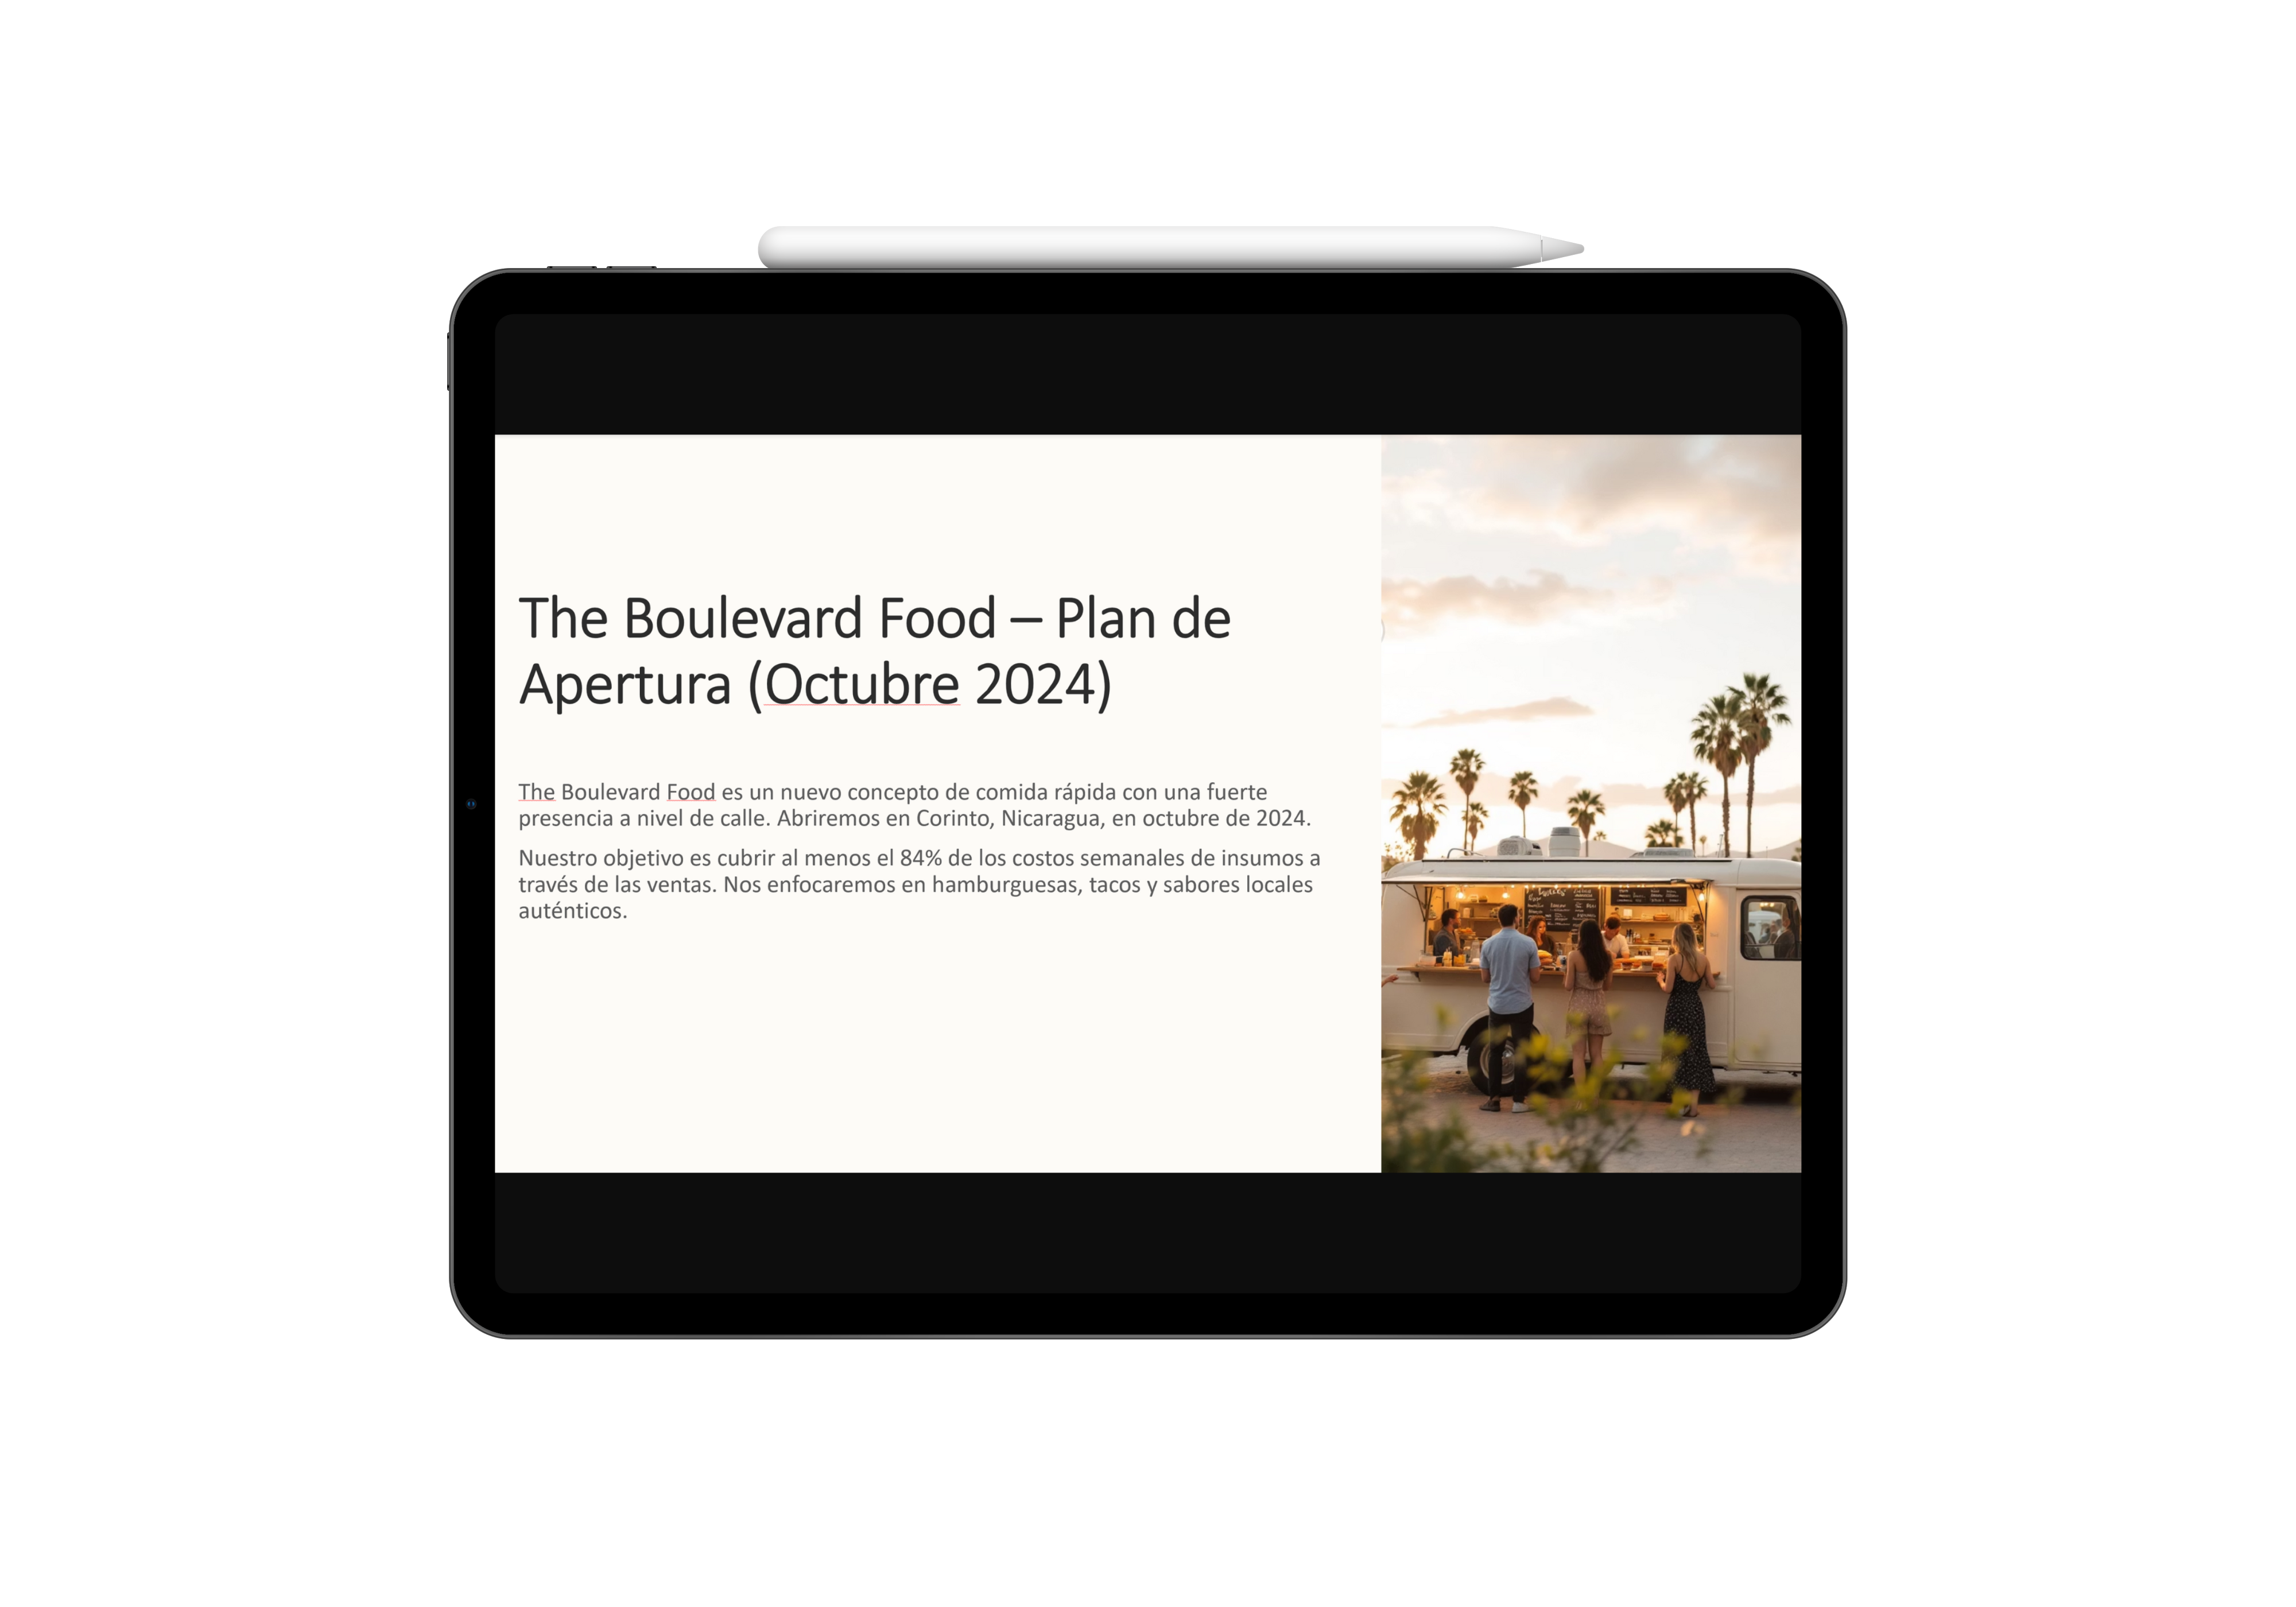 The Boulevard Food – Plan de
Apertura (Octubre 2024)
The Boulevard Food es un nuevo concepto de comida rápida con una fuerte
presencia a nivel de calle. Abriremos en Corinto, Nicaragua, en octubre de 2024.
Nuestro objetivo es cubrir al menos el 84% de los costos semanales de insumos a
través de las ventas. Nos enfocaremos en hamburguesas, tacos y sabores locales
auténticos.